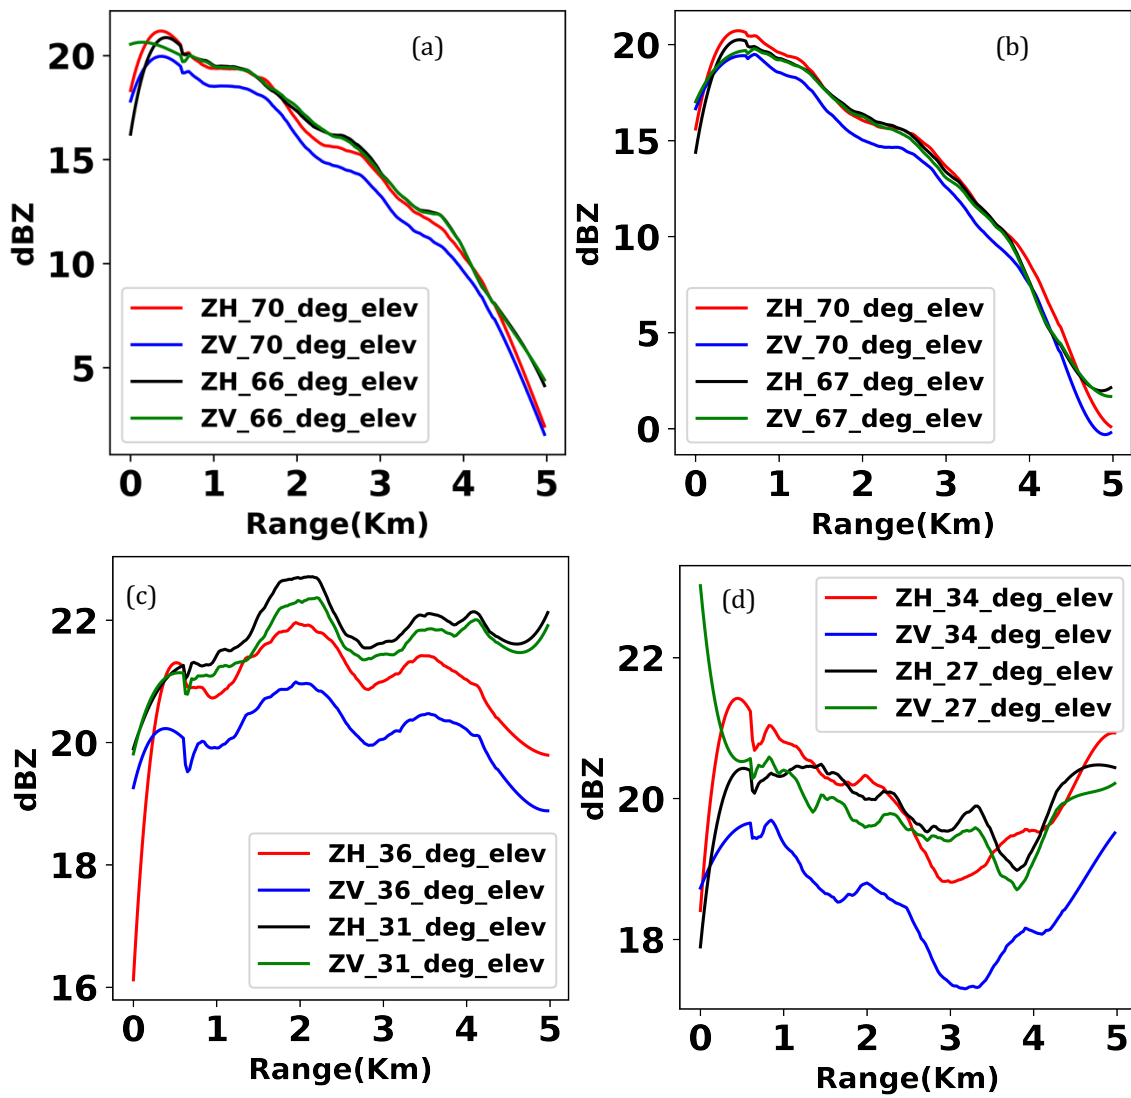 (a)
20
15
10
5
dBZ
ZH_70_deg_elev
ZV_70_deg_elev
ZH_66_deg_elev
ZV_66_deg_elev
0 1 2 3 4 5
Range(Km)
(b)
20
15
10
5
0
dBZ
ZH_70_deg_elev
ZV_70_deg_elev
ZH_67_deg_elev
ZV_67_deg_elev
0 1 2 3 4 5
Range(Km)
(c)
22
20
18
16
dBZ
ZH_36_deg_elev
ZV_36_deg_elev
ZH_31_deg_elev
ZV_31_deg_elev
0 1 2 3 4 5
Range(Km)
(d)
ZH_34_deg_elev
ZV_34_deg_elev
ZH_27_deg_elev
ZV_27_deg_elev
22
20
18
dBZ
0 1 2 3 4 5
Range(Km)